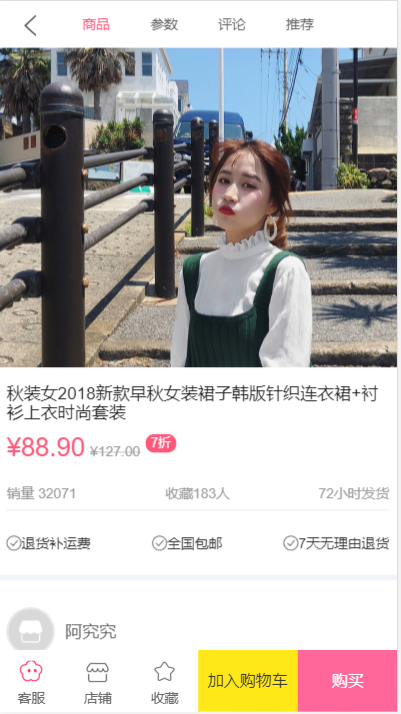 商品 参数 评论 推荐
秋装女2018新款早秋女装裙子韩版针织连衣裙+衬
衫上衣时尚套装
¥88.90 ¥127.00 7折
销量 32071 收藏183人 72小时发货
退货补运费 全国包邮 7天无理由退货
阿究究
客服 店铺 收藏 加入购物车 购买